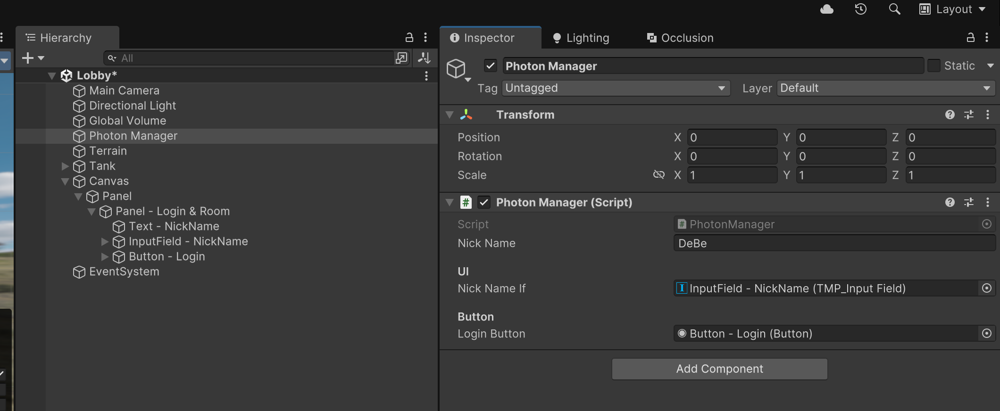 Layout
Hierarchy
All
Lobby*
Main Camera
Directional Light
Global Volume
Photon Manager
Terrain
Tank
Canvas
Panel
Panel - Login & Room
Text - NickName
InputField - NickName
Button - Login
EventSystem
Inspector
Lighting
Occlusion
Photon Manager
Static
Tag Untagged
Layer Default
Transform
Position X 0 Y 0 Z 0
Rotation X 0 Y 0 Z 0
Scale X 1 Y 1 Z 1
# Photon Manager (Script)
Script # PhotonManager
Nick Name DeBe
UI
Nick Name If InputField - NickName (TMP_Input Field)
Button
Login Button Button - Login (Button)
Add Component